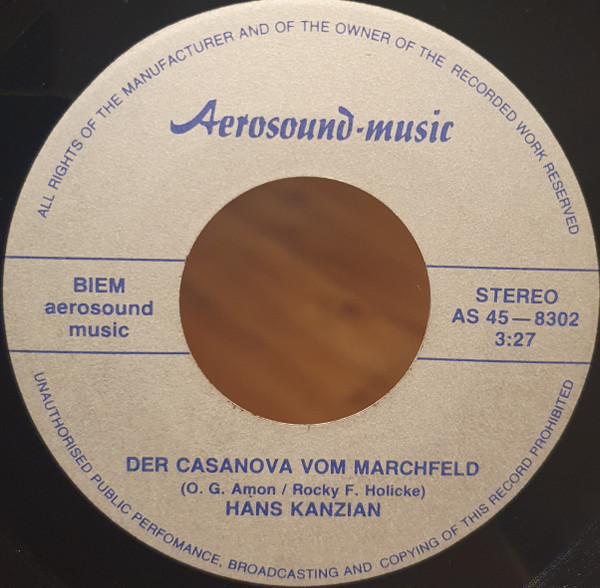 ALL RIGHTS OF THE MANUFACTURER AND OF THE OWNER OF THE RECORDED WORK RESERVED
Aerosound-music
BIEM
aerosound
music
STEREO
AS 45—8302
3:27
DER CASANOVA VOM MARCHFELD
(O. G. Amon / Rocky F. Holicke)
HANS KANZIAN
UNAUTHORISED PUBLIC PERFOMANCE, BROADCASTING AND COPYING OF THIS RECORD PROHIBITED